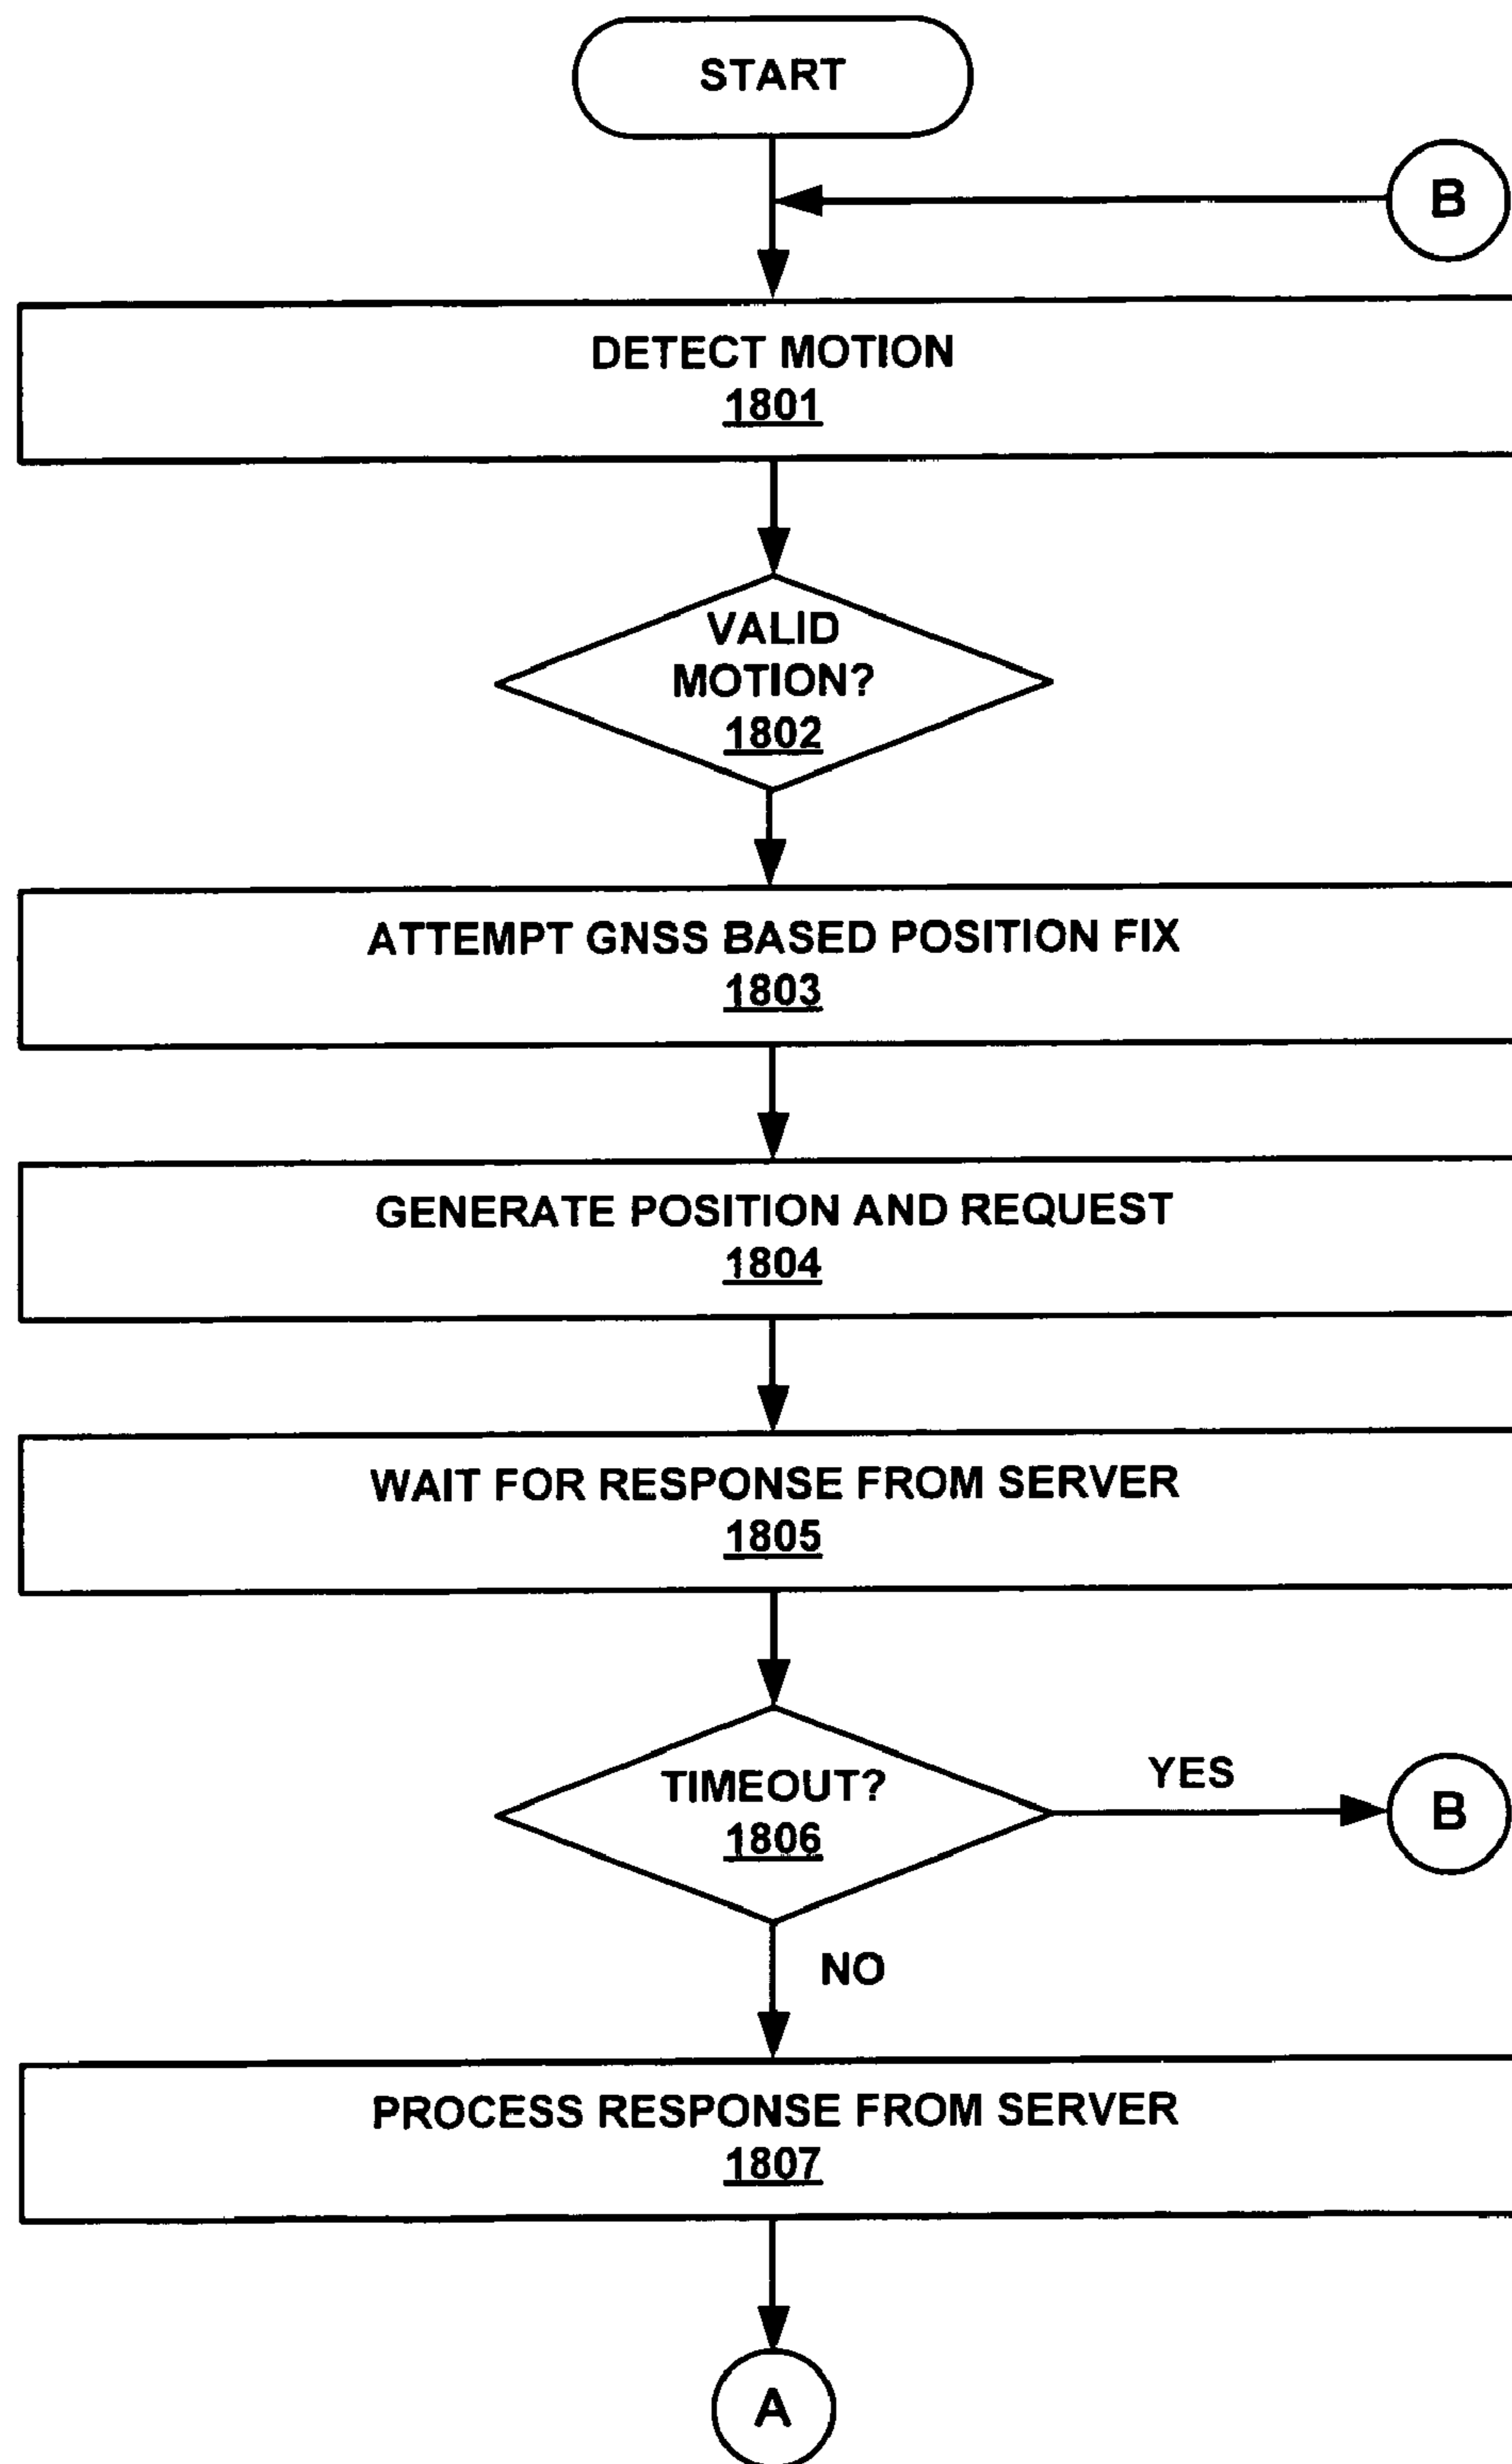 START
B
DETECT MOTION
1801
VALID
MOTION?
1802
ATTEMPT GNSS BASED POSITION FIX
1803
GENERATE POSITION AND REQUEST
1804
WAIT FOR RESPONSE FROM SERVER
1805
TIMEOUT?
1806
YES
B
NO
PROCESS RESPONSE FROM SERVER
1807
A